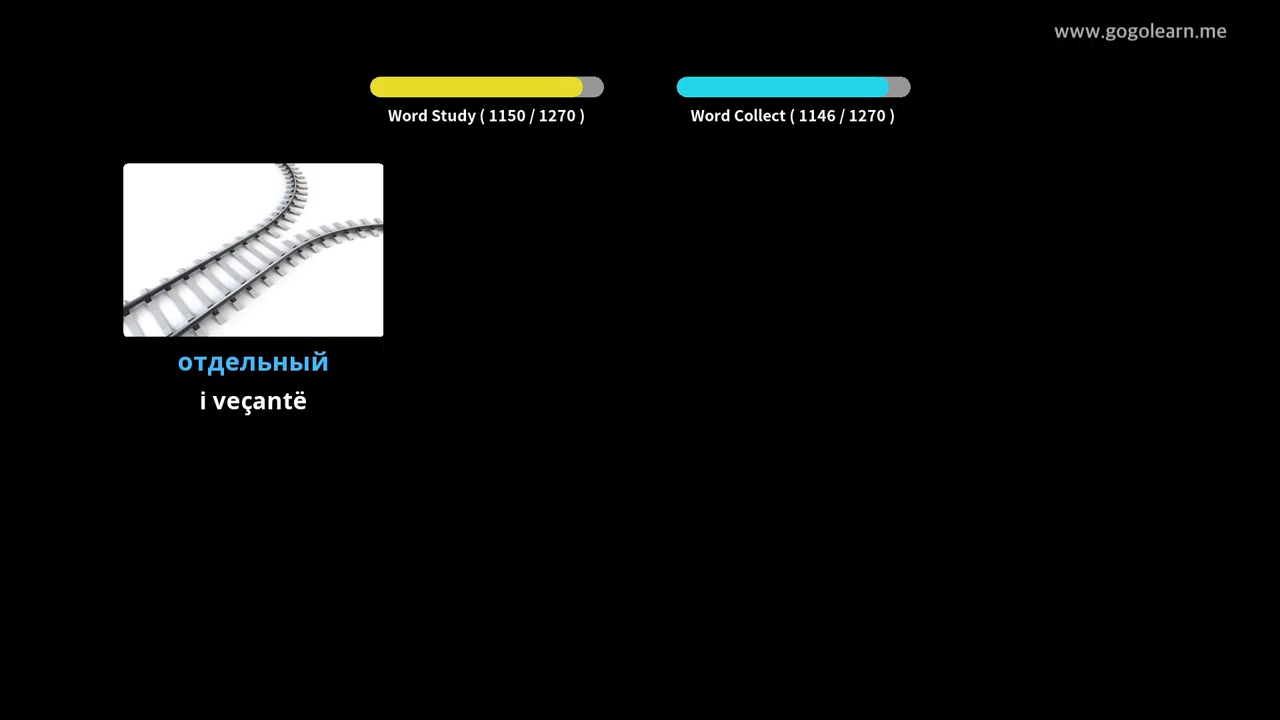 www.gogolearn.me
Word Study ( 1150 / 1270 )
Word Collect ( 1146 / 1270 )
отдельный
i veçantë